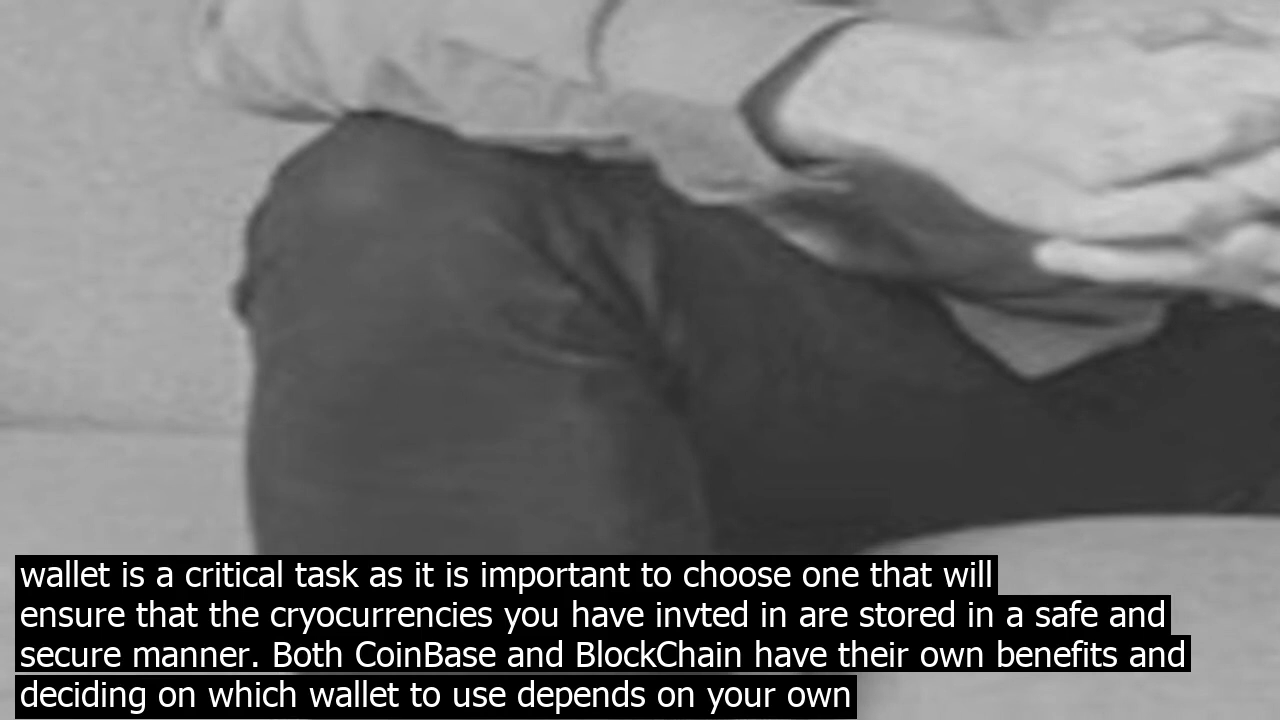 wallet is a critical task as it is important to choose one that will
ensure that the cryocurrencies you have invted in are stored in a safe and
secure manner. Both CoinBase and BlockChain have their own benefits and
deciding on which wallet to use depends on your own